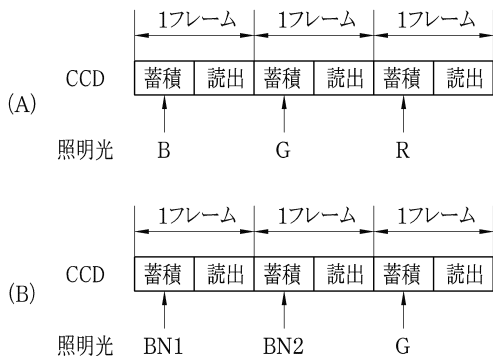 1フレーム 1フレーム 1フレーム
(A) CCD 蓄積 読出 蓄積 読出 蓄積 読出
照明光 B G R
1フレーム 1フレーム 1フレーム
(B) CCD 蓄積 読出 蓄積 読出 蓄積 読出
照明光 BN1 BN2 G